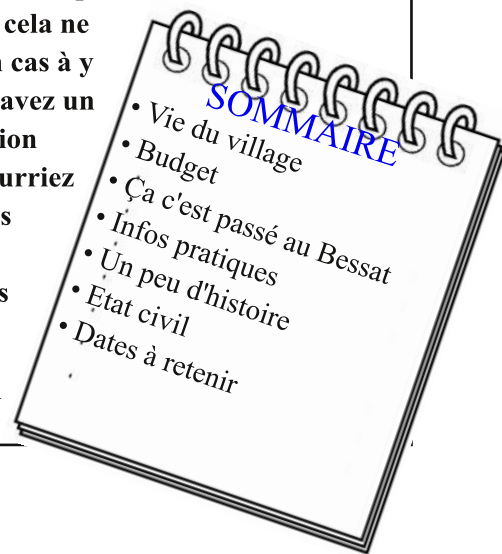 cela ne
cas à y
avez un
ion
urriez
s
s
SOMMAIRE
• Vie du village
• Budget
• Ça c'est passé au Bessat
• Infos pratiques
• Un peu d'histoire
• Etat civil
• Dates à retenir